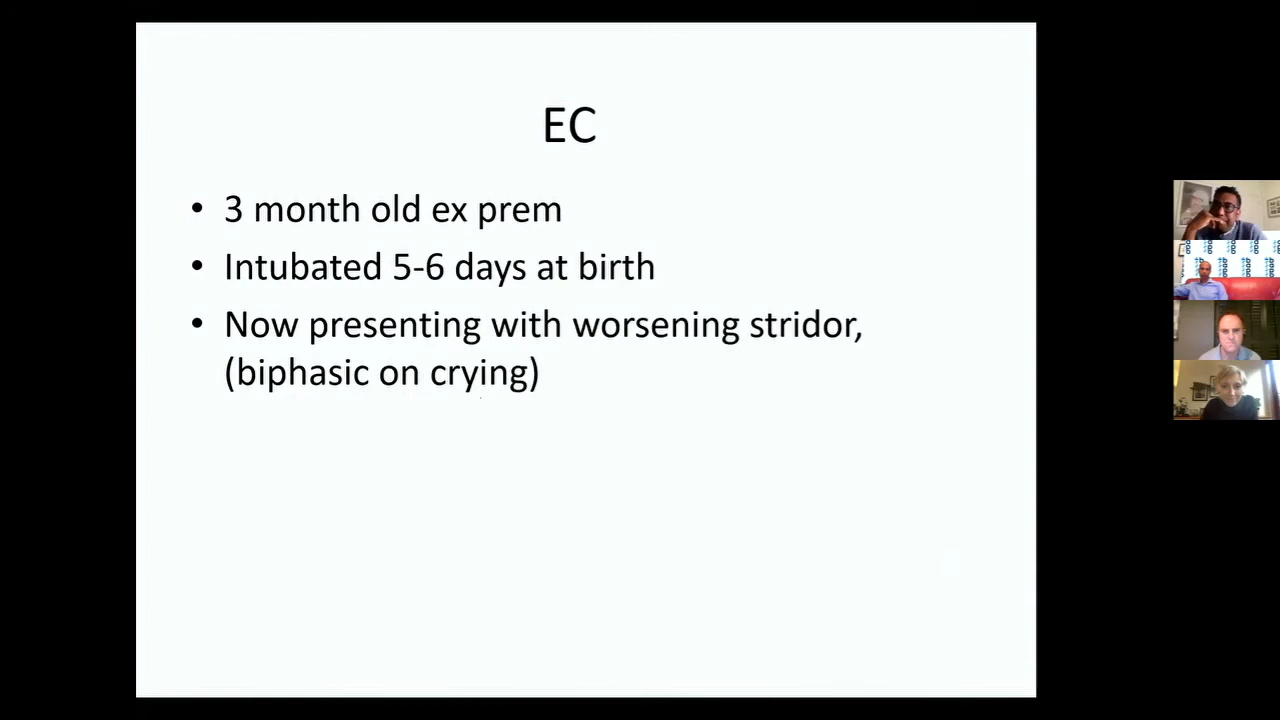 EC
• 3 month old ex prem
• Intubated 5-6 days at birth
• Now presenting with worsening stridor,
(biphasic on crying)